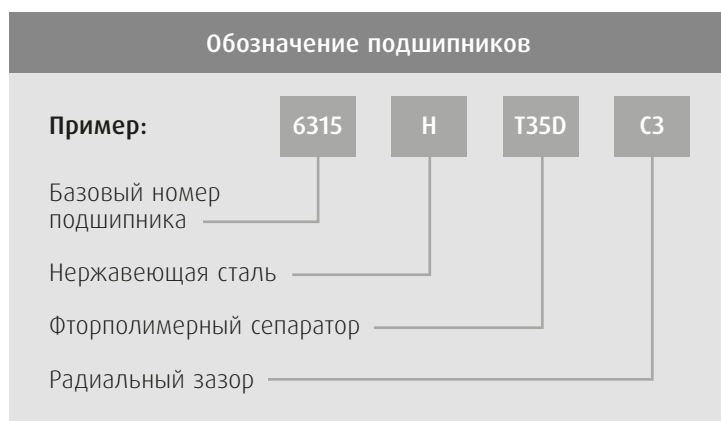 Обозначение подшипников
Пример: 6315 H T35D C3
Базовый номер
подшипника
Нержавеющая сталь
Фторполимерный сепаратор
Радиальный зазор